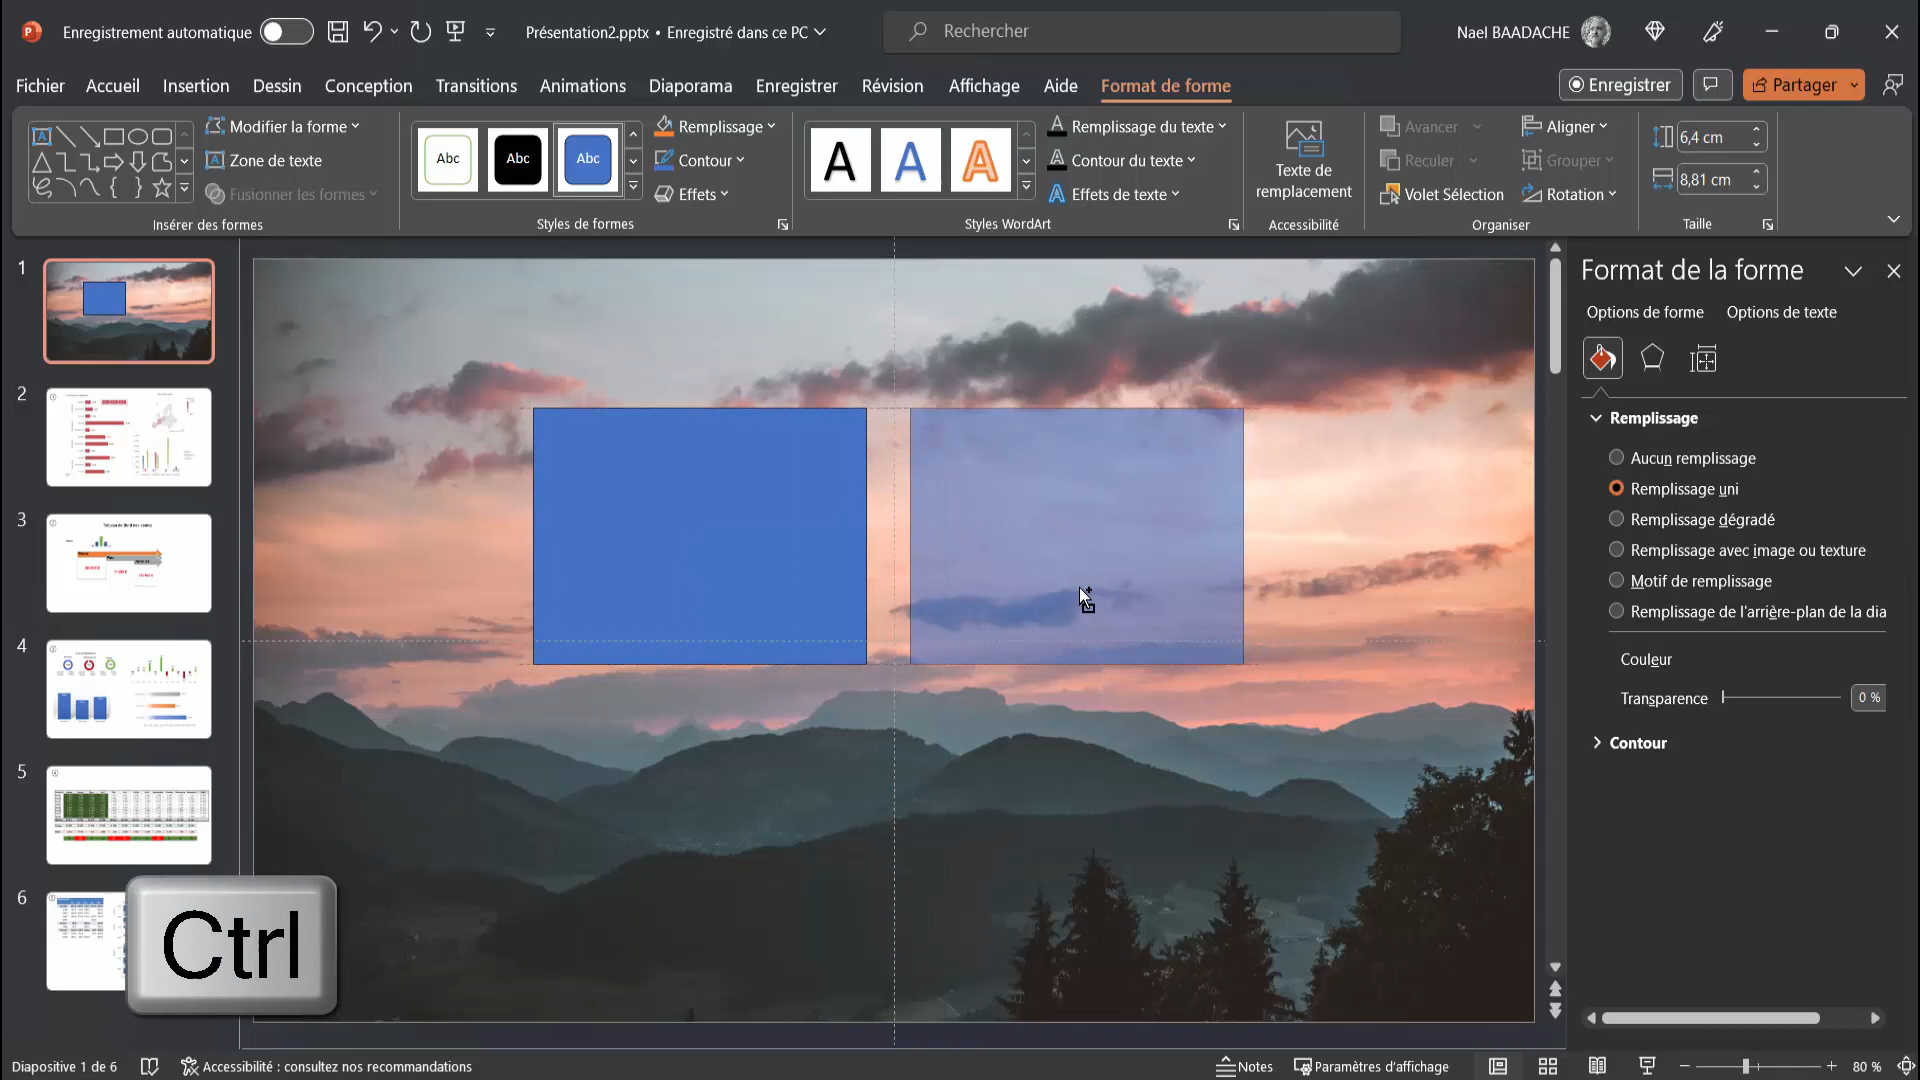 Enregistrement automatique
Présentation2.pptx • Enregistré dans ce PC
Rechercher
Nael BAADACHE
Fichier Accueil Insertion Dessin Conception Transitions Animations Diaporama Enregistrer Révision Affichage Aide Format de forme
Enregistrer
Partager
Modifier la forme
Zone de texte
Fusionner les formes
Insérer des formes
Abc Abc Abc
Remplissage
Contour
Effets
Styles de formes
A A A
Remplissage du texte
Contour du texte
Effets de texte
Styles WordArt
Texte de
remplacement
Accessibilité
Avancer
Reculer
Volet Sélection
Aligner
Grouper
Rotation
Organiser
6,4 cm
8,81 cm
Taille
1
2
3
4
5
6
Ctrl
Format de la forme
Options de forme Options de texte
Remplissage
Aucun remplissage
Remplissage uni
Remplissage dégradé
Remplissage avec image ou texture
Motif de remplissage
Remplissage de l'arrière-plan de la dia
Couleur
Transparence 0 %
Contour
Diapositive 1 de 6
Accessibilité : consultez nos recommandations
Notes
Paramètres d'affichage
80 %